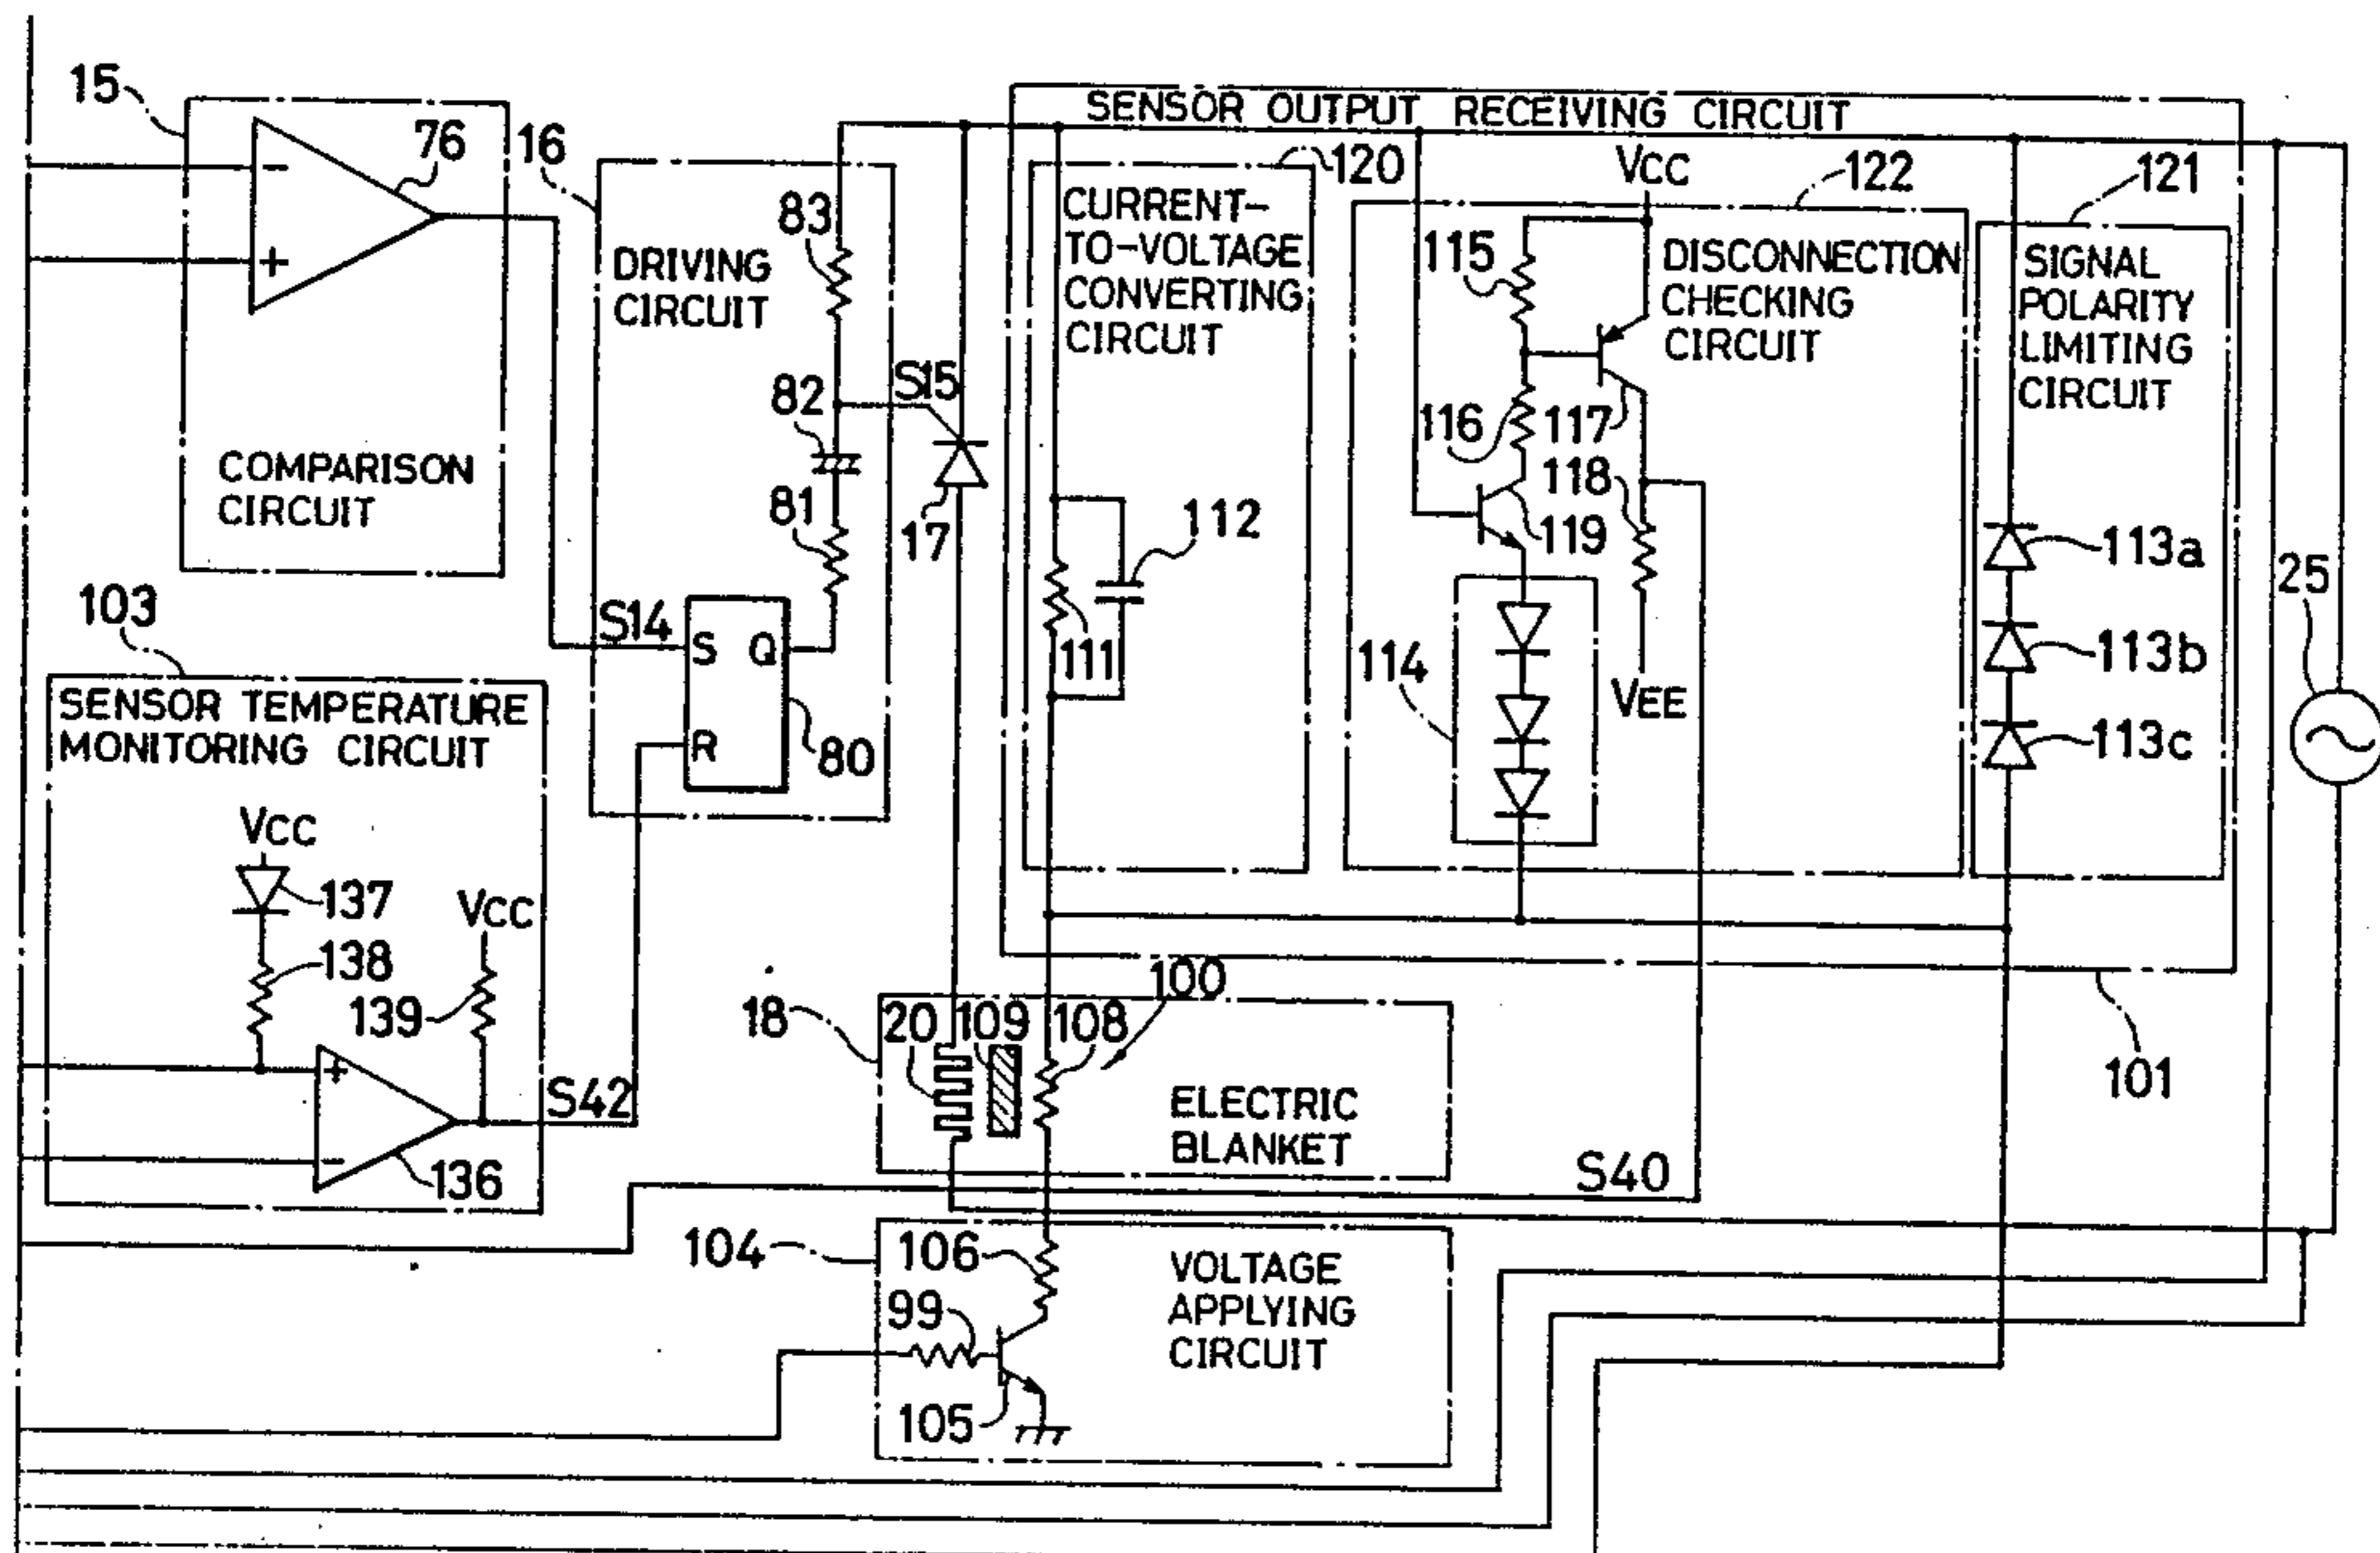 15
76
COMPARISON
CIRCUIT
16
83
DRIVING
CIRCUIT
82
S15
81
17
S14
S Q
R
80
103
SENSOR TEMPERATURE
MONITORING CIRCUIT
VCC
137
VCC
138
139
+
-
136
S42
-
+
SENSOR OUTPUT RECEIVING CIRCUIT
120
CURRENT-
TO-VOLTAGE
CONVERTING
CIRCUIT
112
111
VCC
122
115
DISCONNECTION
CHECKING
CIRCUIT
116
117
118
119
114
VEE
121
SIGNAL
POLARITY
LIMITING
CIRCUIT
113a
113b
113c
25
101
18
20
109
108
100
ELECTRIC
BLANKET
S40
104
106
VOLTAGE
APPLYING
CIRCUIT
99
105